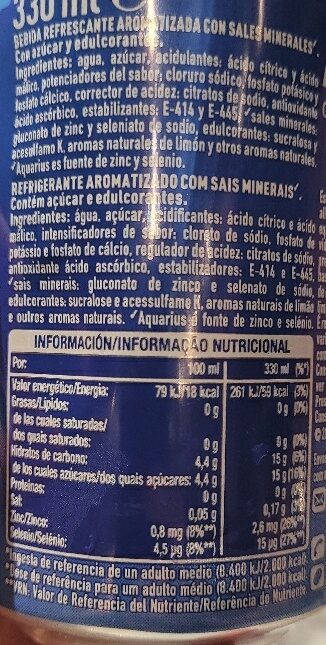 330 ml
BEBIDA REFRESCANTE AROMATIZADA CON SALES MINERALES✓.
Con azúcar y edulcorantes.
Ingredientes: agua, azúcar, acidulantes: ácido cítrico y ácido
málico, potenciadores del sabor: cloruro sódico, fosfato potásico y
fosfato cálcico, corrector de acidez: citratos de sodio, antioxidante
ácido ascórbico, estabilizantes: E-414 y E-445, ✓sales minerales:
gluconato de zinc y seleniato de sodio, edulcorantes: sucralosa y
acesulfamo K, aromas naturales de limón y otros aromas naturales.
✓Aquarius es fuente de zinc y selenio.
REFRIGERANTE AROMATIZADO COM SAIS MINERAIS✓.
Contém açúcar e edulcorantes.
Ingredientes: água, açúcar, acidificantes: ácido cítrico e ácido
málico, intensificadores de sabor: cloreto de sódio, fosfato de
potássio e fosfato de cálcio, regulador de acidez: citratos de sódio,
antioxidante ácido ascórbico, estabilizadores: E-414 e E-445,
✓sais minerais: gluconato de zinco e selenato de sódio,
edulcorantes: sucralose e acessulfame K, aromas naturais de limão
e outros aromas naturais. ✓Aquarius é fonte de zinco e selénio.
INFORMACIÓN/INFORMAÇÃO NUTRICIONAL
Por: 100 ml 330 ml (%*)
Valor energético/Energia: 79 kJ/18 kcal 261 kJ/59 kcal (3%)
Grasas/Lípidos: 0 g 0 g (0%)
de las cuales saturadas/
dos quais saturados: 0 g 0 g (0%)
Hidratos de carbono: 4,4 g 15 g (6%)
de los cuales azúcares/dos quais açúcares: 4,4 g 15 g (16%)
Proteínas: 0 g 0 g (0%)
Sal: 0,05 g 0,17 g (3%)
Zinc/Zinco: 0,8 mg (8%**) 2,6 mg (26%**)
Selenio/Selénio: 4,5 µg (8%**) 15 µg (27%**)
*Ingesta de referencia de un adulto medio (8.400 kJ/2.000 kcal).
*Dose de referência para um adulto médio (8.400 kJ/2.000 kcal).
**VRN: Valor de Referencia del Nutriente/Referência do Nutriente